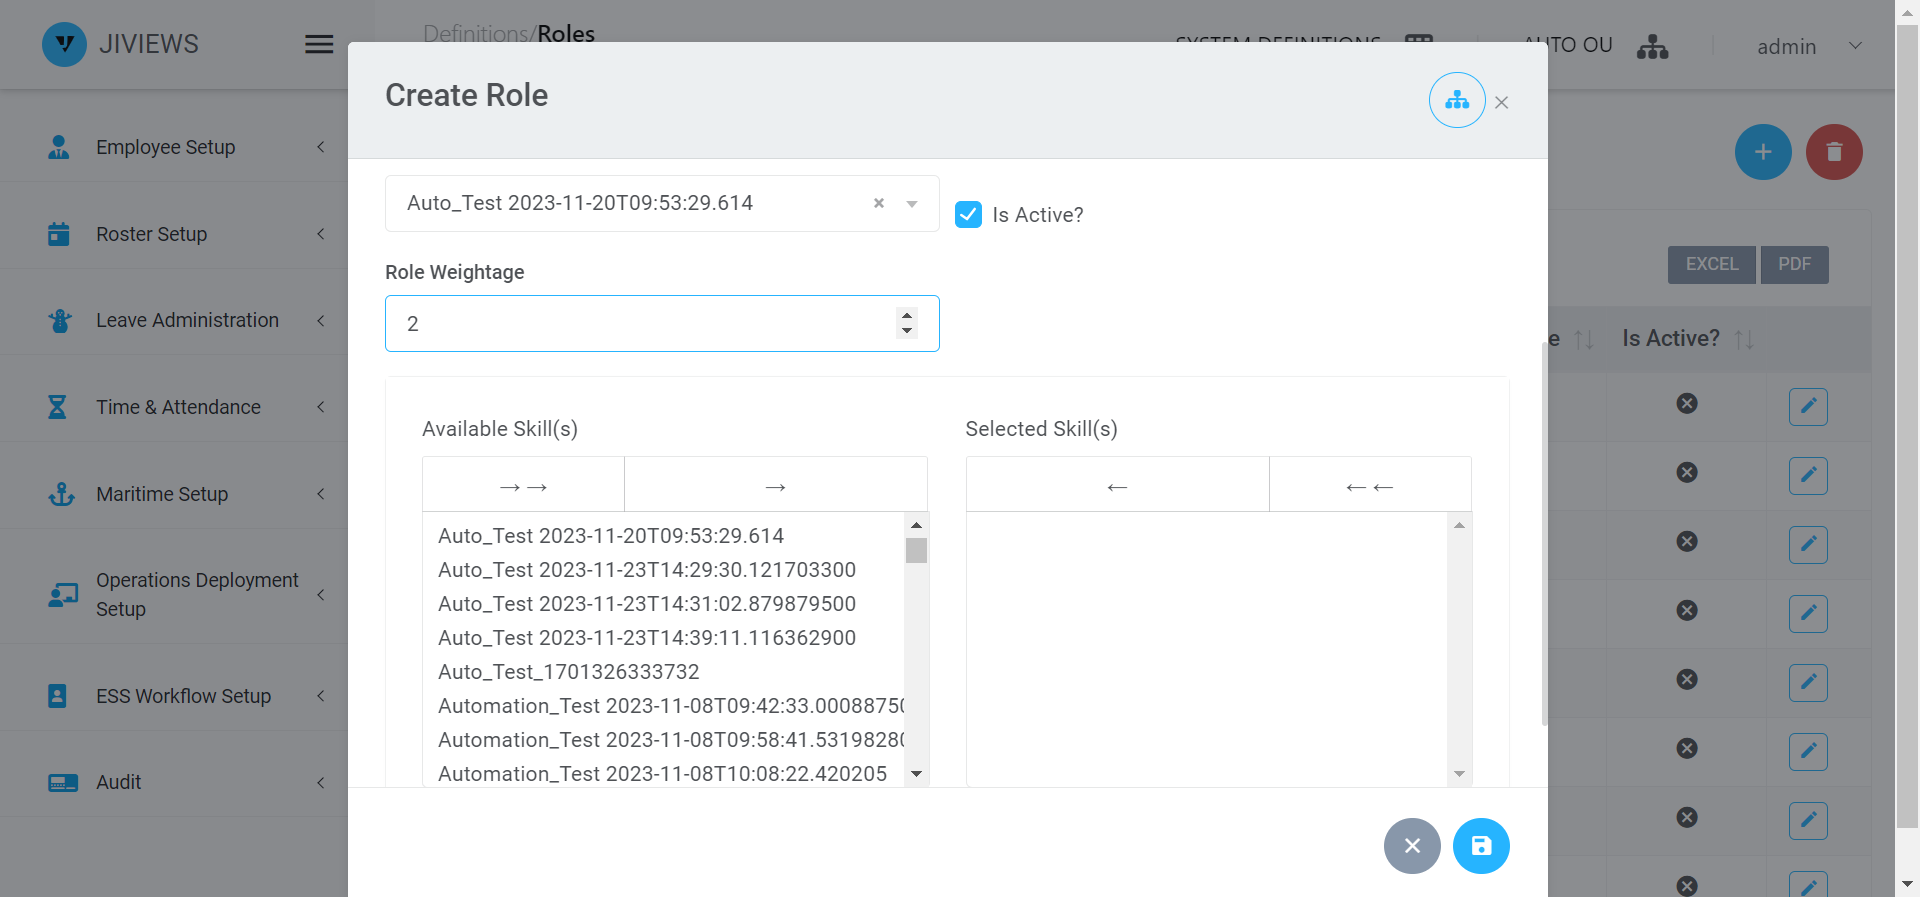 JIVIEWS
Definitions/Roles
SYSTEM DEFINITIONS
AUTO OU
admin
Create Role
Employee Setup
Roster Setup
Leave Administration
Time & Attendance
Maritime Setup
Operations Deployment
Setup
ESS Workflow Setup
Audit
Auto_Test 2023-11-20T09:53:29.614
Is Active?
Role Weightage
2
Available Skill(s)
Selected Skill(s)
Auto_Test 2023-11-20T09:53:29.614
Auto_Test 2023-11-23T14:29:30.121703300
Auto_Test 2023-11-23T14:31:02.879879500
Auto_Test 2023-11-23T14:39:11.116362900
Auto_Test_1701326333732
Automation_Test 2023-11-08T09:42:33.00088750
Automation_Test 2023-11-08T09:58:41.53198280
Automation_Test 2023-11-08T10:08:22.420205
EXCEL
PDF
e
Is Active?